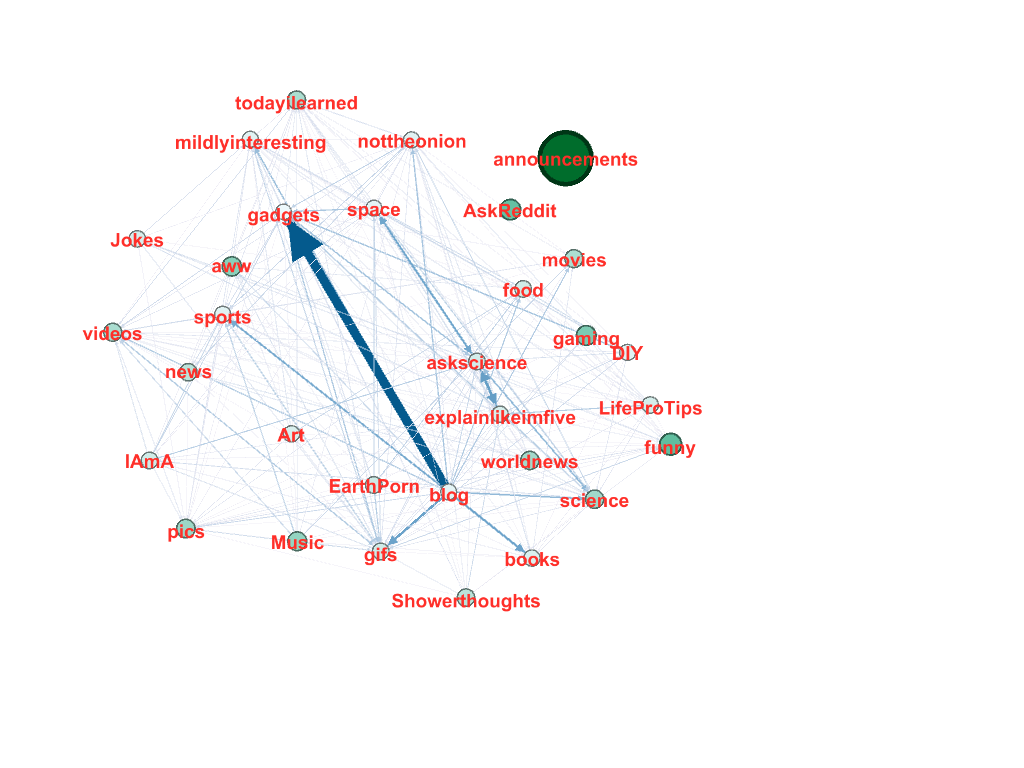 todayilearned
mildlyinteresting
nottheonion
announcements
gadgets
space
AskReddit
Jokes
aww
movies
food
sports
videos
gaming
DIY
news
askscience
explainlikeimfive
LifeProTips
Art
funny
IAmA
worldnews
EarthPorn
blog
science
pics
Music
gifs
books
Showerthoughts